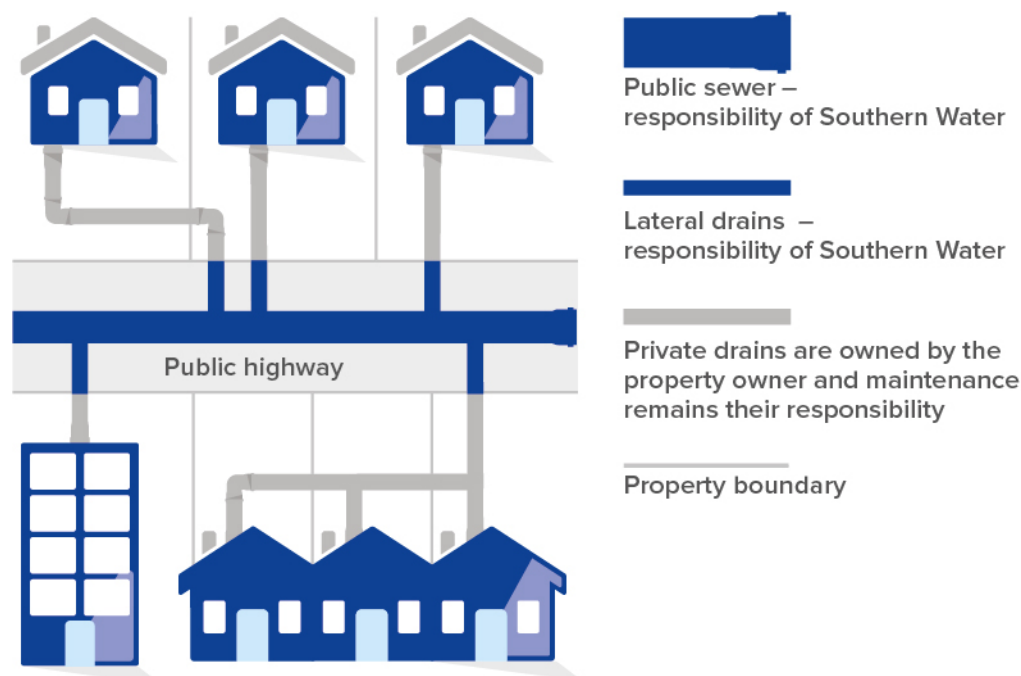 Public sewer –
responsibility of Southern Water
Lateral drains –
responsibility of Southern Water
Private drains are owned by the
property owner and maintenance
remains their responsibility
Property boundary
Public highway